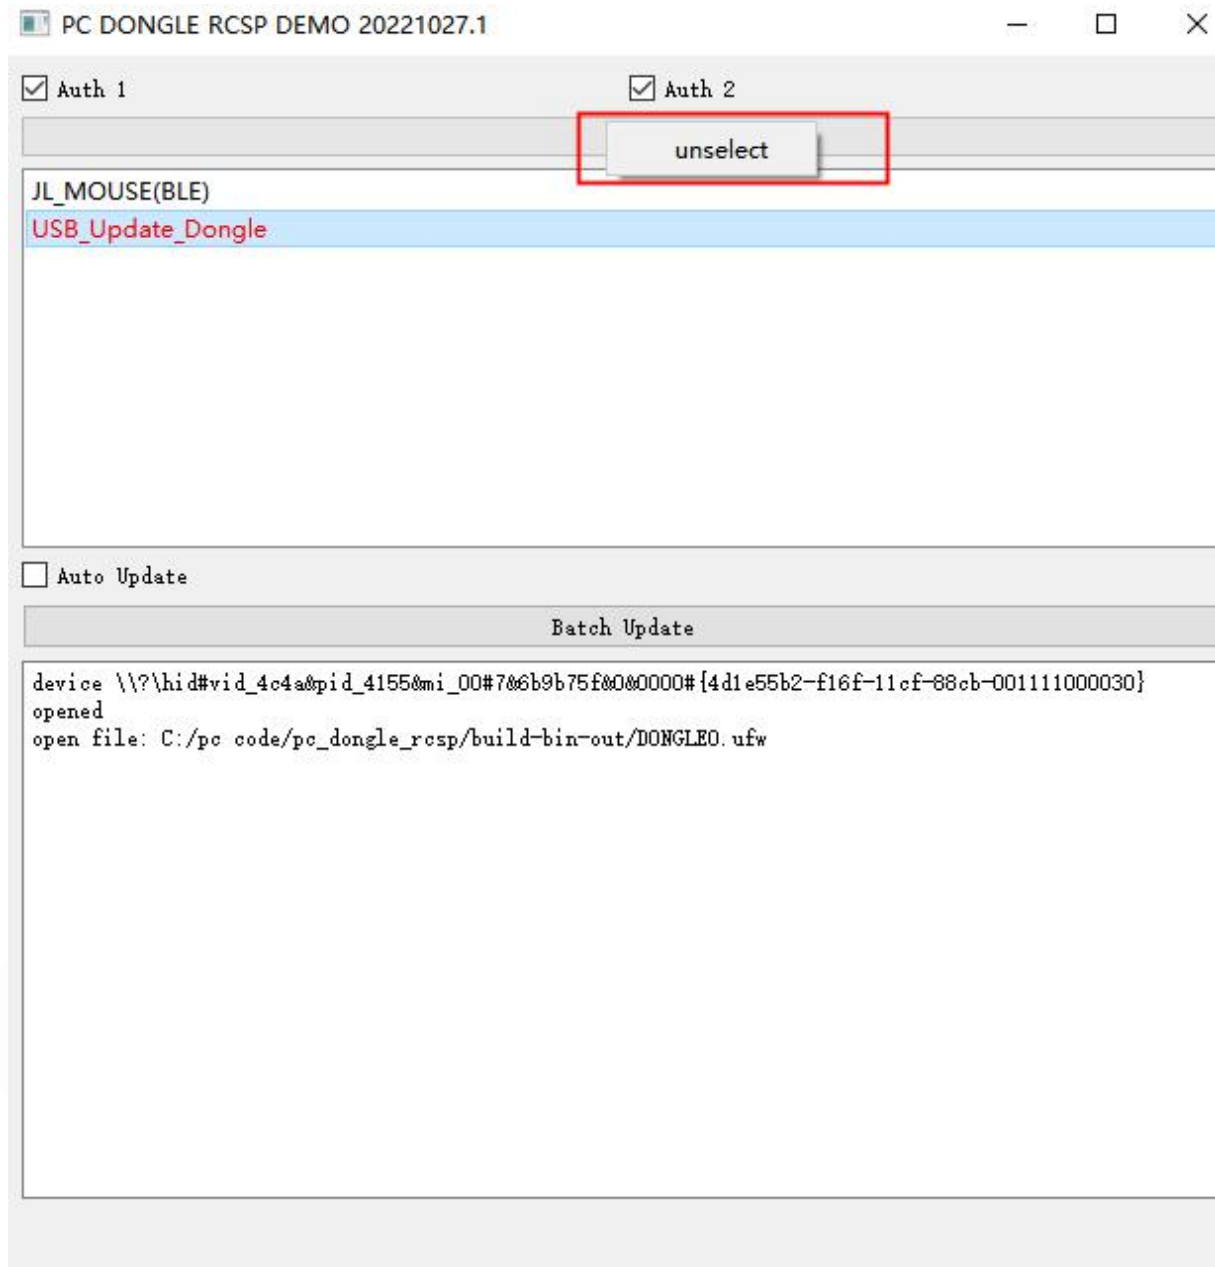 PC DONGLE RCSP DEMO 20221027.1
Auth 1
Auth 2
unselect
JL_MOUSE(BLE)
USB_Update_Dongle
Auto Update
Batch Update
device \\?\hid#vid_4c4a&pid_4155&mi_00#7&6b9b75f&0&0000#{4d1e55b2-f16f-11cf-88cb-001111000030}
opened
open file: C:/pc code/pc_dongle_rcsp/build-bin-out/DONGLEO.ufw